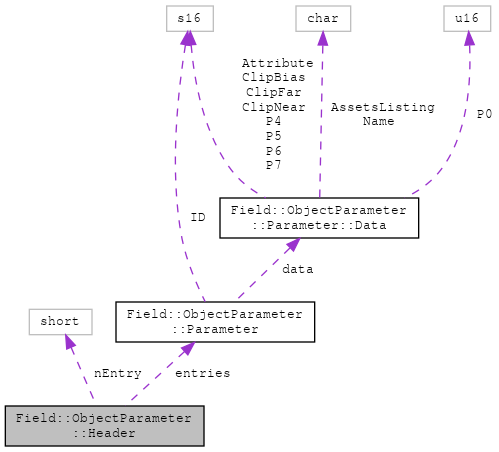 s16
char
u16
Attribute
ClipBias
ClipFar
ClipNear
P4
P5
P6
P7
AssetsListing
Name
P0
Field::ObjectParameter
::Parameter::Data
ID
data
Field::ObjectParameter
::Parameter
short
nEntry
entries
Field::ObjectParameter
::Header